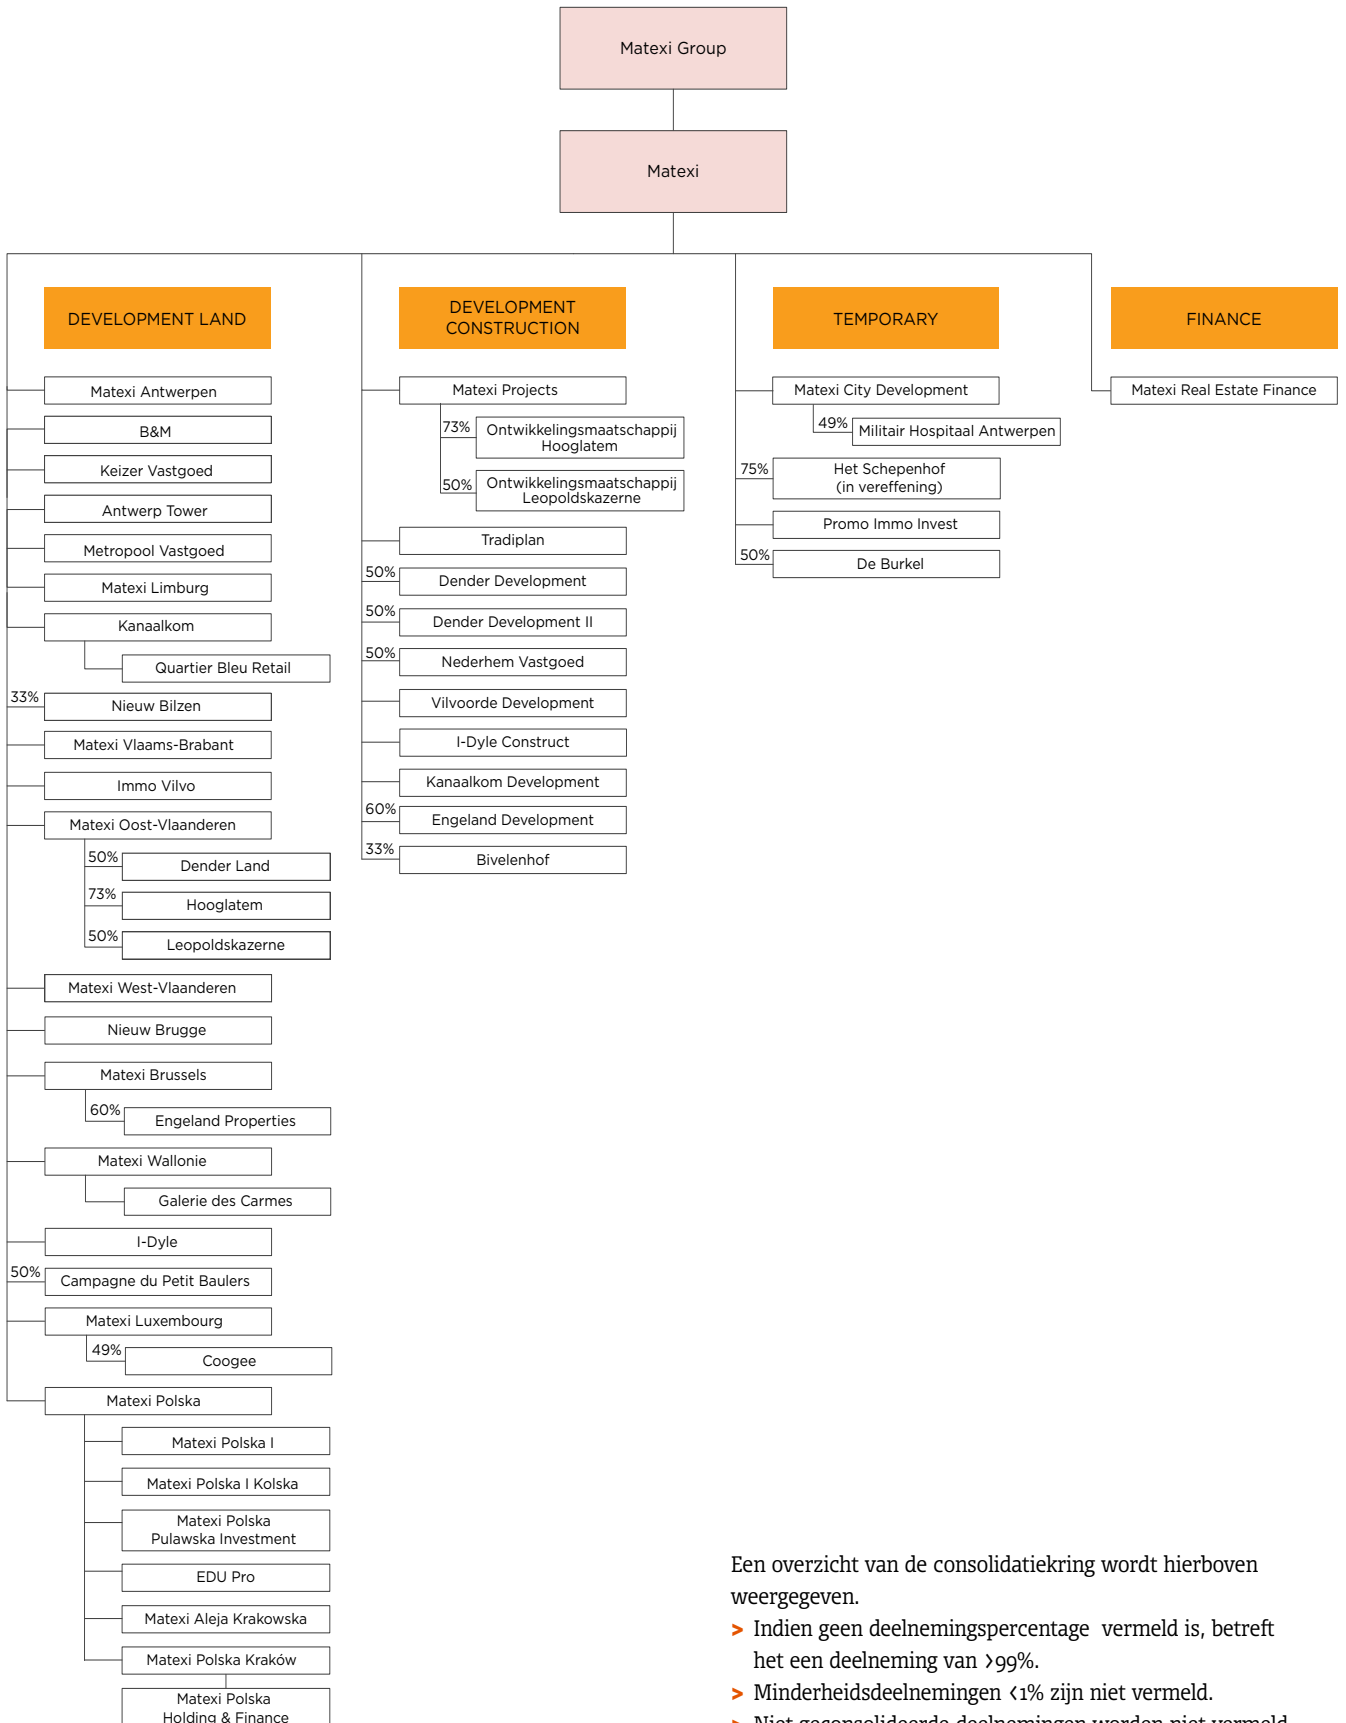 Matexi Group
Matexi
DEVELOPMENT LAND
Matexi Antwerpen
B&M
Keizer Vastgoed
Antwerp Tower
Metropool Vastgoed
Matexi Limburg
Kanaalkom
Quartier Bleu Retail
33%
Nieuw Bilzen
Matexi Vlaams-Brabant
Immo Vilvo
Matexi Oost-Vlaanderen
50%
Dender Land
73%
Hooglatem
50%
Leopoldskazerne
Matexi West-Vlaanderen
Nieuw Brugge
Matexi Brussels
60%
Engeland Properties
Matexi Wallonie
Galerie des Carmes
I-Dyle
50%
Campagne du Petit Baulers
Matexi Luxembourg
49%
Coogee
Matexi Polska
Matexi Polska I
Matexi Polska I Kolska
Matexi Polska
Pulawska Investment
EDU Pro
Matexi Aleja Krakowska
Matexi Polska Kraków
Matexi Polska
Holding & Finance
DEVELOPMENT
CONSTRUCTION
Matexi Projects
73%
Ontwikkelingsmaatschappij
Hooglatem
50%
Ontwikkelingsmaatschappij
Leopoldskazerne
Tradiplan
50%
Dender Development
50%
Dender Development II
50%
Nederhem Vastgoed
Vilvoorde Development
I-Dyle Construct
Kanaalkom Development
60%
Engeland Development
33%
Bivelenhof
TEMPORARY
Matexi City Development
49%
Militair Hospitaal Antwerpen
75%
Het Schepenhof
(in vereffening)
Promo Immo Invest
50%
De Burkel
FINANCE
Matexi Real Estate Finance
Een overzicht van de consolidatiekring wordt hierboven
weergegeven.
> Indien geen deelnemingspercentage vermeld is, betreft
het een deelneming van >99%.
> Minderheidsdeelnemingen <1% zijn niet vermeld.
> Niet geconsolideerde deelnemingen worden niet vermeld